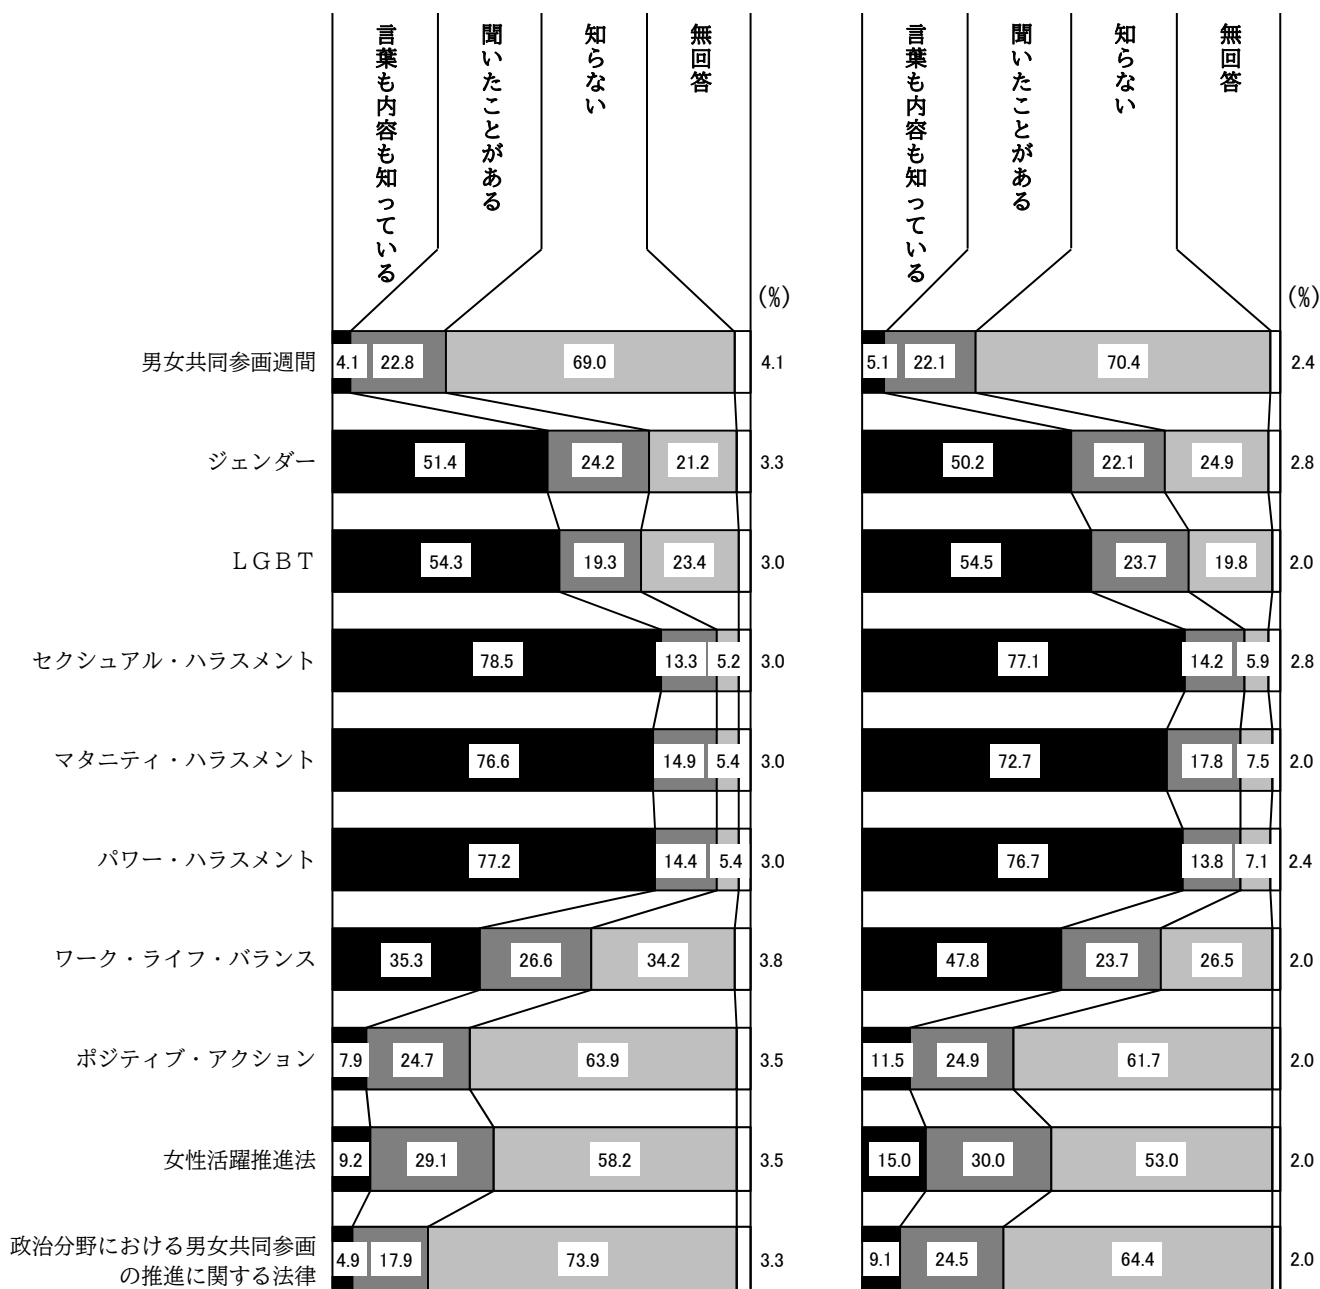 言葉も内容も知っている
聞いたことがある
知らない
無回答
(%)
言葉も内容も知っている
聞いたことがある
知らない
無回答
(%)
男女共同参画週間 4.1 22.8 69.0 4.1 5.1 22.1 70.4 2.4
ジェンダー 51.4 24.2 21.2 3.3 50.2 22.1 24.9 2.8
ＬＧＢＴ 54.3 19.3 23.4 3.0 54.5 23.7 19.8 2.0
セクシュアル・ハラスメント 78.5 13.3 5.2 3.0 77.1 14.2 5.9 2.8
マタニティ・ハラスメント 76.6 14.9 5.4 3.0 72.7 17.8 7.5 2.0
パワー・ハラスメント 77.2 14.4 5.4 3.0 76.7 13.8 7.1 2.4
ワーク・ライフ・バランス 35.3 26.6 34.2 3.8 47.8 23.7 26.5 2.0
ポジティブ・アクション 7.9 24.7 63.9 3.5 11.5 24.9 61.7 2.0
女性活躍推進法 9.2 29.1 58.2 3.5 15.0 30.0 53.0 2.0
政治分野における男女共同参画
の推進に関する法律 4.9 17.9 73.9 3.3 9.1 24.5 64.4 2.0